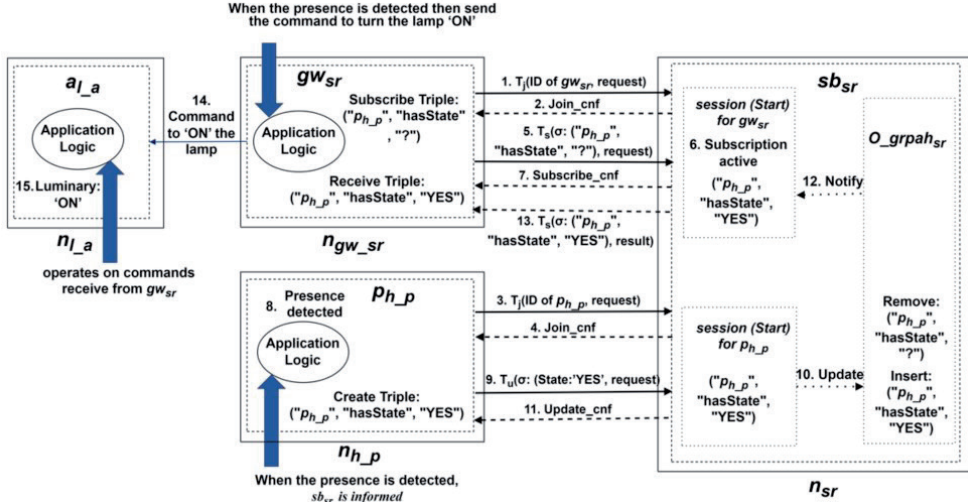 When the presence is detected then send
the command to turn the lamp ‘ON’
a_l_a
Application
Logic
15. Luminary:
‘ON’
n_l_a
operates on commands
receive from gw_sr
14.
Command
to ‘ON’ the
lamp
gw_sr
Subscribe Triple:
("p_h_p", "hasState"
, "?")
Application
Logic
Receive Triple:
("p_h_p", "hasState", "YES")
n_gw_sr
1. T_j(ID of gw_sr, request)
2. Join_cnf
5. T_s(σ: ("p_h_p",
"hasState", "?"), request)
7. Subscribe_cnf
13. T_s(σ: ("p_h_p",
"hasState", "YES"), result)
sb_sr
session (Start)
for gw_sr
6. Subscription
active
("p_h_p",
"hasState",
"YES")
12. Notify
O_grpah_sr
p_h_p
8. Presence
detected
Application
Logic
Create Triple:
("p_h_p", "hasState", "YES")
n_h_p
When the presence is detected,
sb_sr is informed
3. T_j(ID of p_h_p, request)
4. Join_cnf
9. T_u(σ: (State:'YES', request)
11. Update_cnf
session (Start)
for p_h_p
("p_h_p",
"hasState",
"YES")
10. Update
Remove:
("p_h_p",
"hasState",
"?")
Insert:
("p_h_p",
"hasState",
"YES")
n_sr